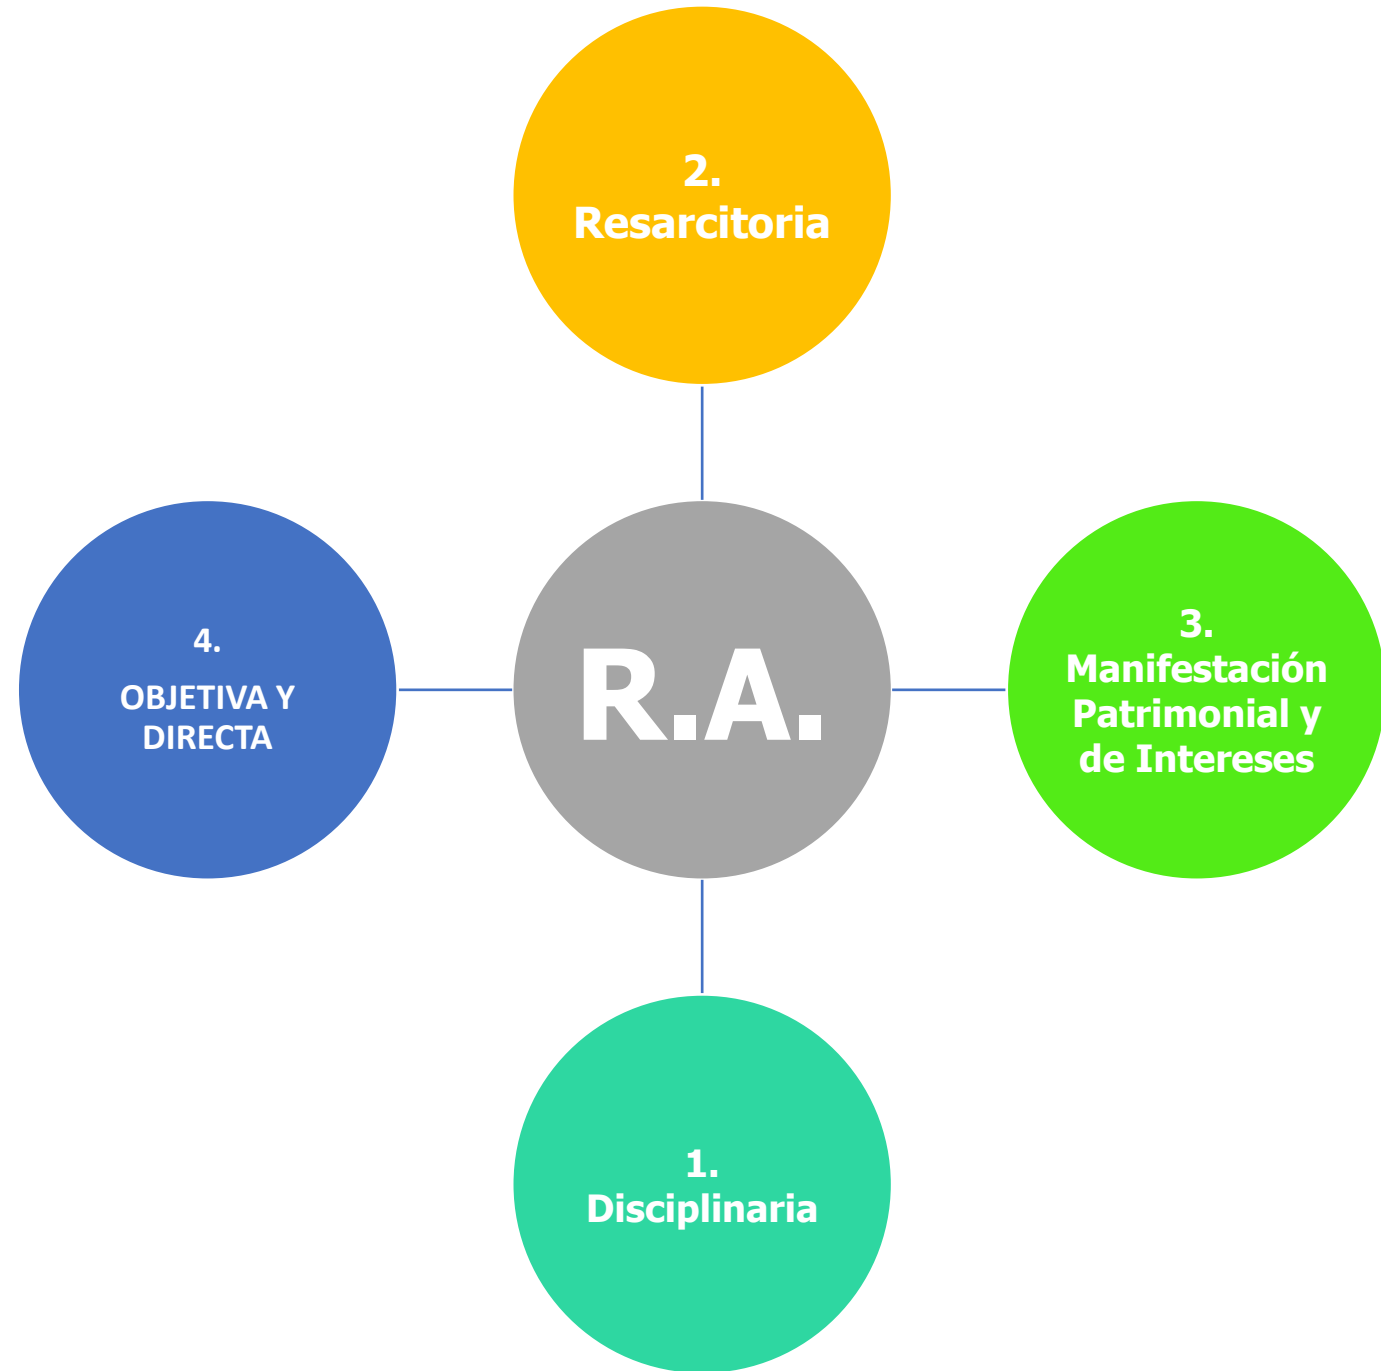 2.
Resarcitoria
4.
OBJETIVA Y
DIRECTA
R.A.
3.
Manifestación
Patrimonial y
de Intereses
1.
Disciplinaria